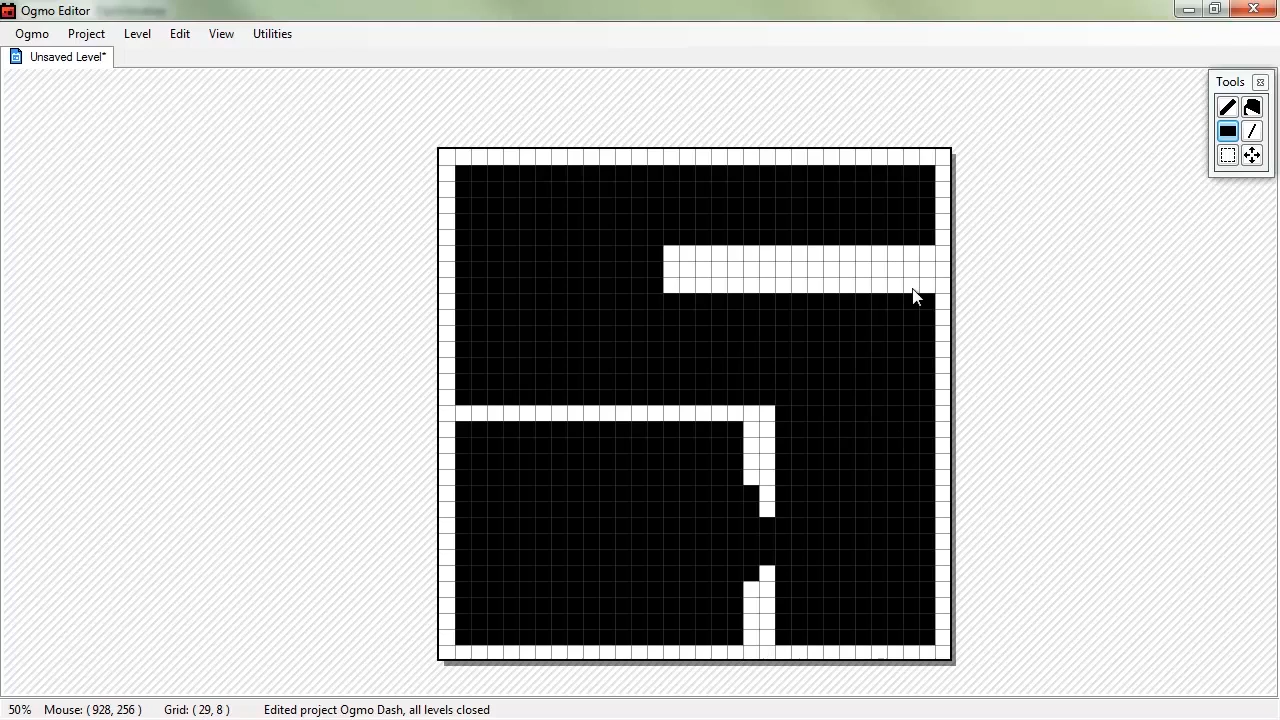 Ogmo Editor
Ogmo Project Level Edit View Utilities
Unsaved Level*
Tools
50% Mouse: ( 928, 256 ) Grid: ( 29, 8 ) Edited project Ogmo Dash, all levels closed